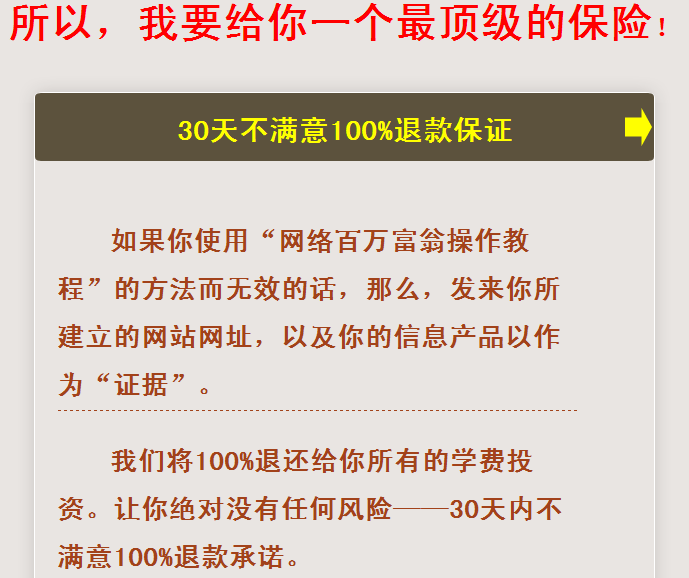 所以，我要给你一个最顶级的保险！
30天不满意100%退款保证
如果你使用“网络百万富翁操作教
程”的方法而无效的话，那么，发来你所
建立的网站网址，以及你的信息产品以作
为“证据”。
我们将100%退还给你所有的学费投
资。让你绝对没有任何风险——30天内不
满意100%退款承诺。